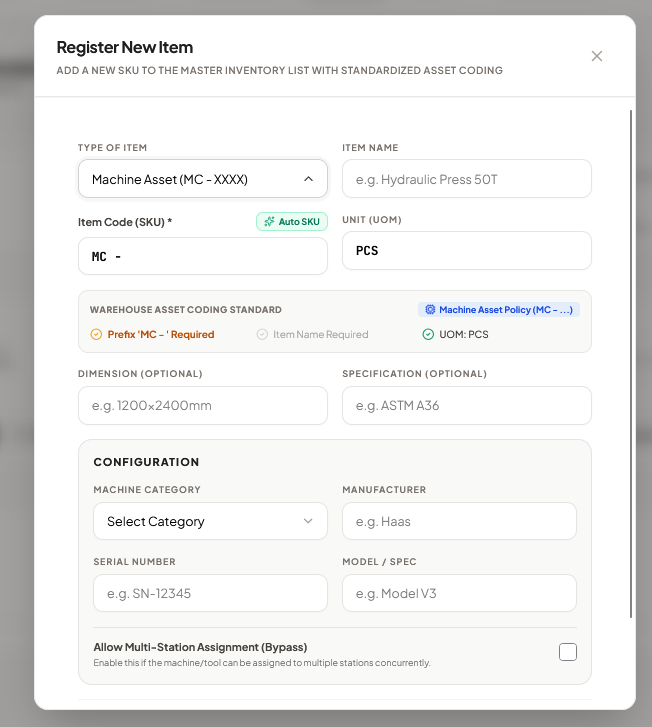 Register New Item
ADD A NEW SKU TO THE MASTER INVENTORY LIST WITH STANDARDIZED ASSET CODING
TYPE OF ITEM
Machine Asset (MC - XXXX)
ITEM NAME
e.g. Hydraulic Press 50T
Item Code (SKU) *
Auto SKU
MC -
UNIT (UOM)
PCS
WAREHOUSE ASSET CODING STANDARD
Machine Asset Policy (MC - ...)
Prefix 'MC - ' Required
Item Name Required
UOM: PCS
DIMENSION (OPTIONAL)
e.g. 1200×2400mm
SPECIFICATION (OPTIONAL)
e.g. ASTM A36
CONFIGURATION
MACHINE CATEGORY
Select Category
MANUFACTURER
e.g. Haas
SERIAL NUMBER
e.g. SN-12345
MODEL / SPEC
e.g. Model V3
Allow Multi-Station Assignment (Bypass)
Enable this if the machine/tool can be assigned to multiple stations concurrently.